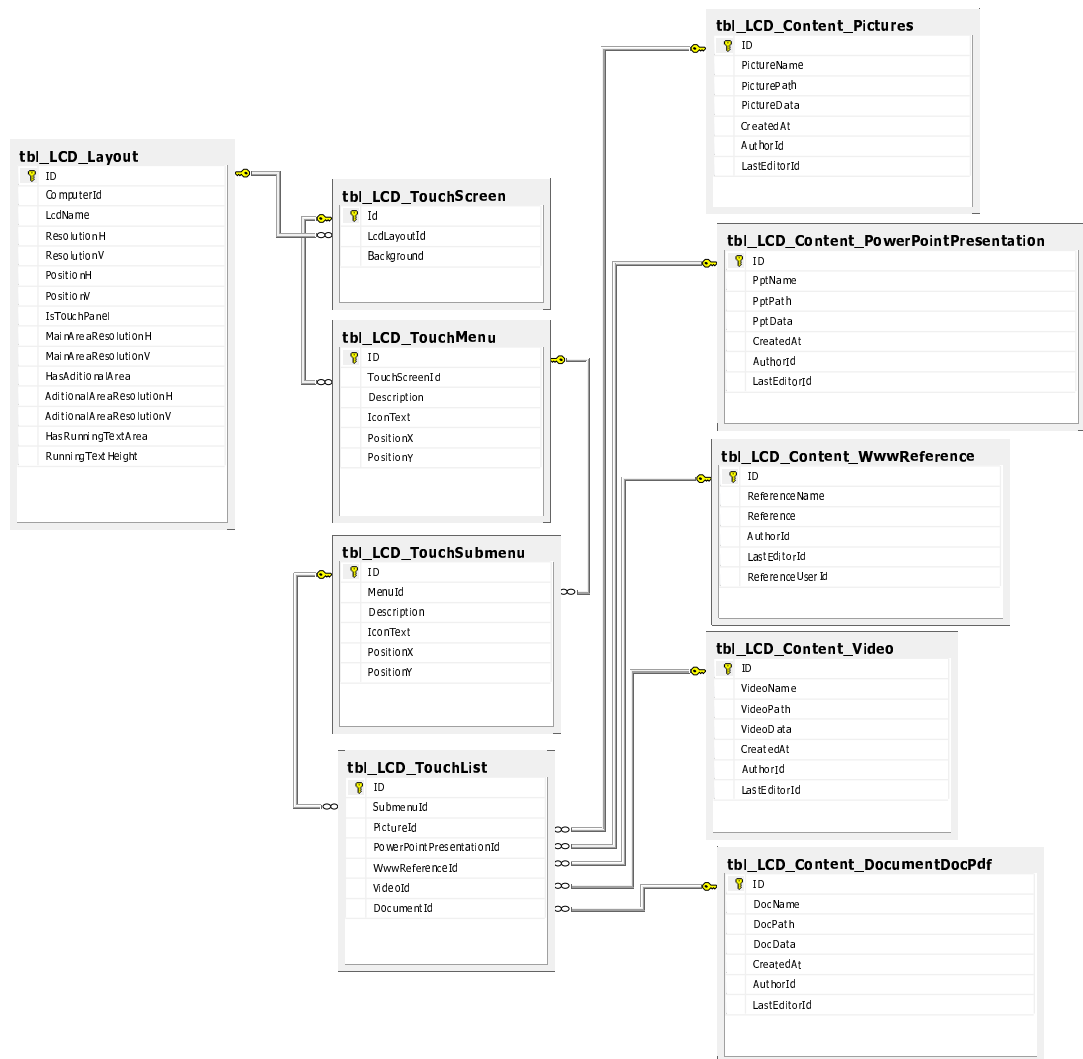 tbl_LCD_Layout
ID
ComputerId
LcdName
ResolutionH
ResolutionV
PositionH
PositionV
IsTouchPanel
MainAreaResolutionH
MainAreaResolutionV
HasAditionalArea
AditionalAreaResolutionH
AditionalAreaResolutionV
HasRunningTextArea
RunningTextHeight
tbl_LCD_TouchScreen
Id
LcdLayoutId
Background
tbl_LCD_TouchMenu
ID
TouchScreenId
Description
IconText
PositionX
PositionY
tbl_LCD_TouchSubmenu
ID
MenuId
Description
IconText
PositionX
PositionY
tbl_LCD_TouchList
ID
SubmenuId
PictureId
PowerPointPresentationId
WwwReferenceId
VideoId
DocumentId
tbl_LCD_Content_Pictures
ID
PictureName
PicturePath
PictureData
CreatedAt
AuthorId
LastEditorId
tbl_LCD_Content_PowerPointPresentation
ID
PptName
PptPath
PptData
CreatedAt
AuthorId
LastEditorId
tbl_LCD_Content_WwwReference
ID
ReferenceName
Reference
AuthorId
LastEditorId
ReferenceUserId
tbl_LCD_Content_Video
ID
VideoName
VideoPath
VideoData
CreatedAt
AuthorId
LastEditorId
tbl_LCD_Content_DocumentDocPdf
ID
DocName
DocPath
DocData
CreatedAt
AuthorId
LastEditorId